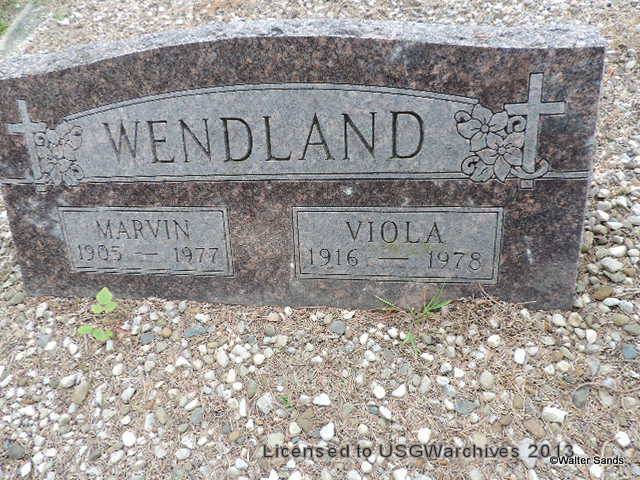 WENDLAND
MARVIN
1905 — 1977
VIOLA
1916 — 1978
Licensed to USGWarchives 2013
©Walter Sands